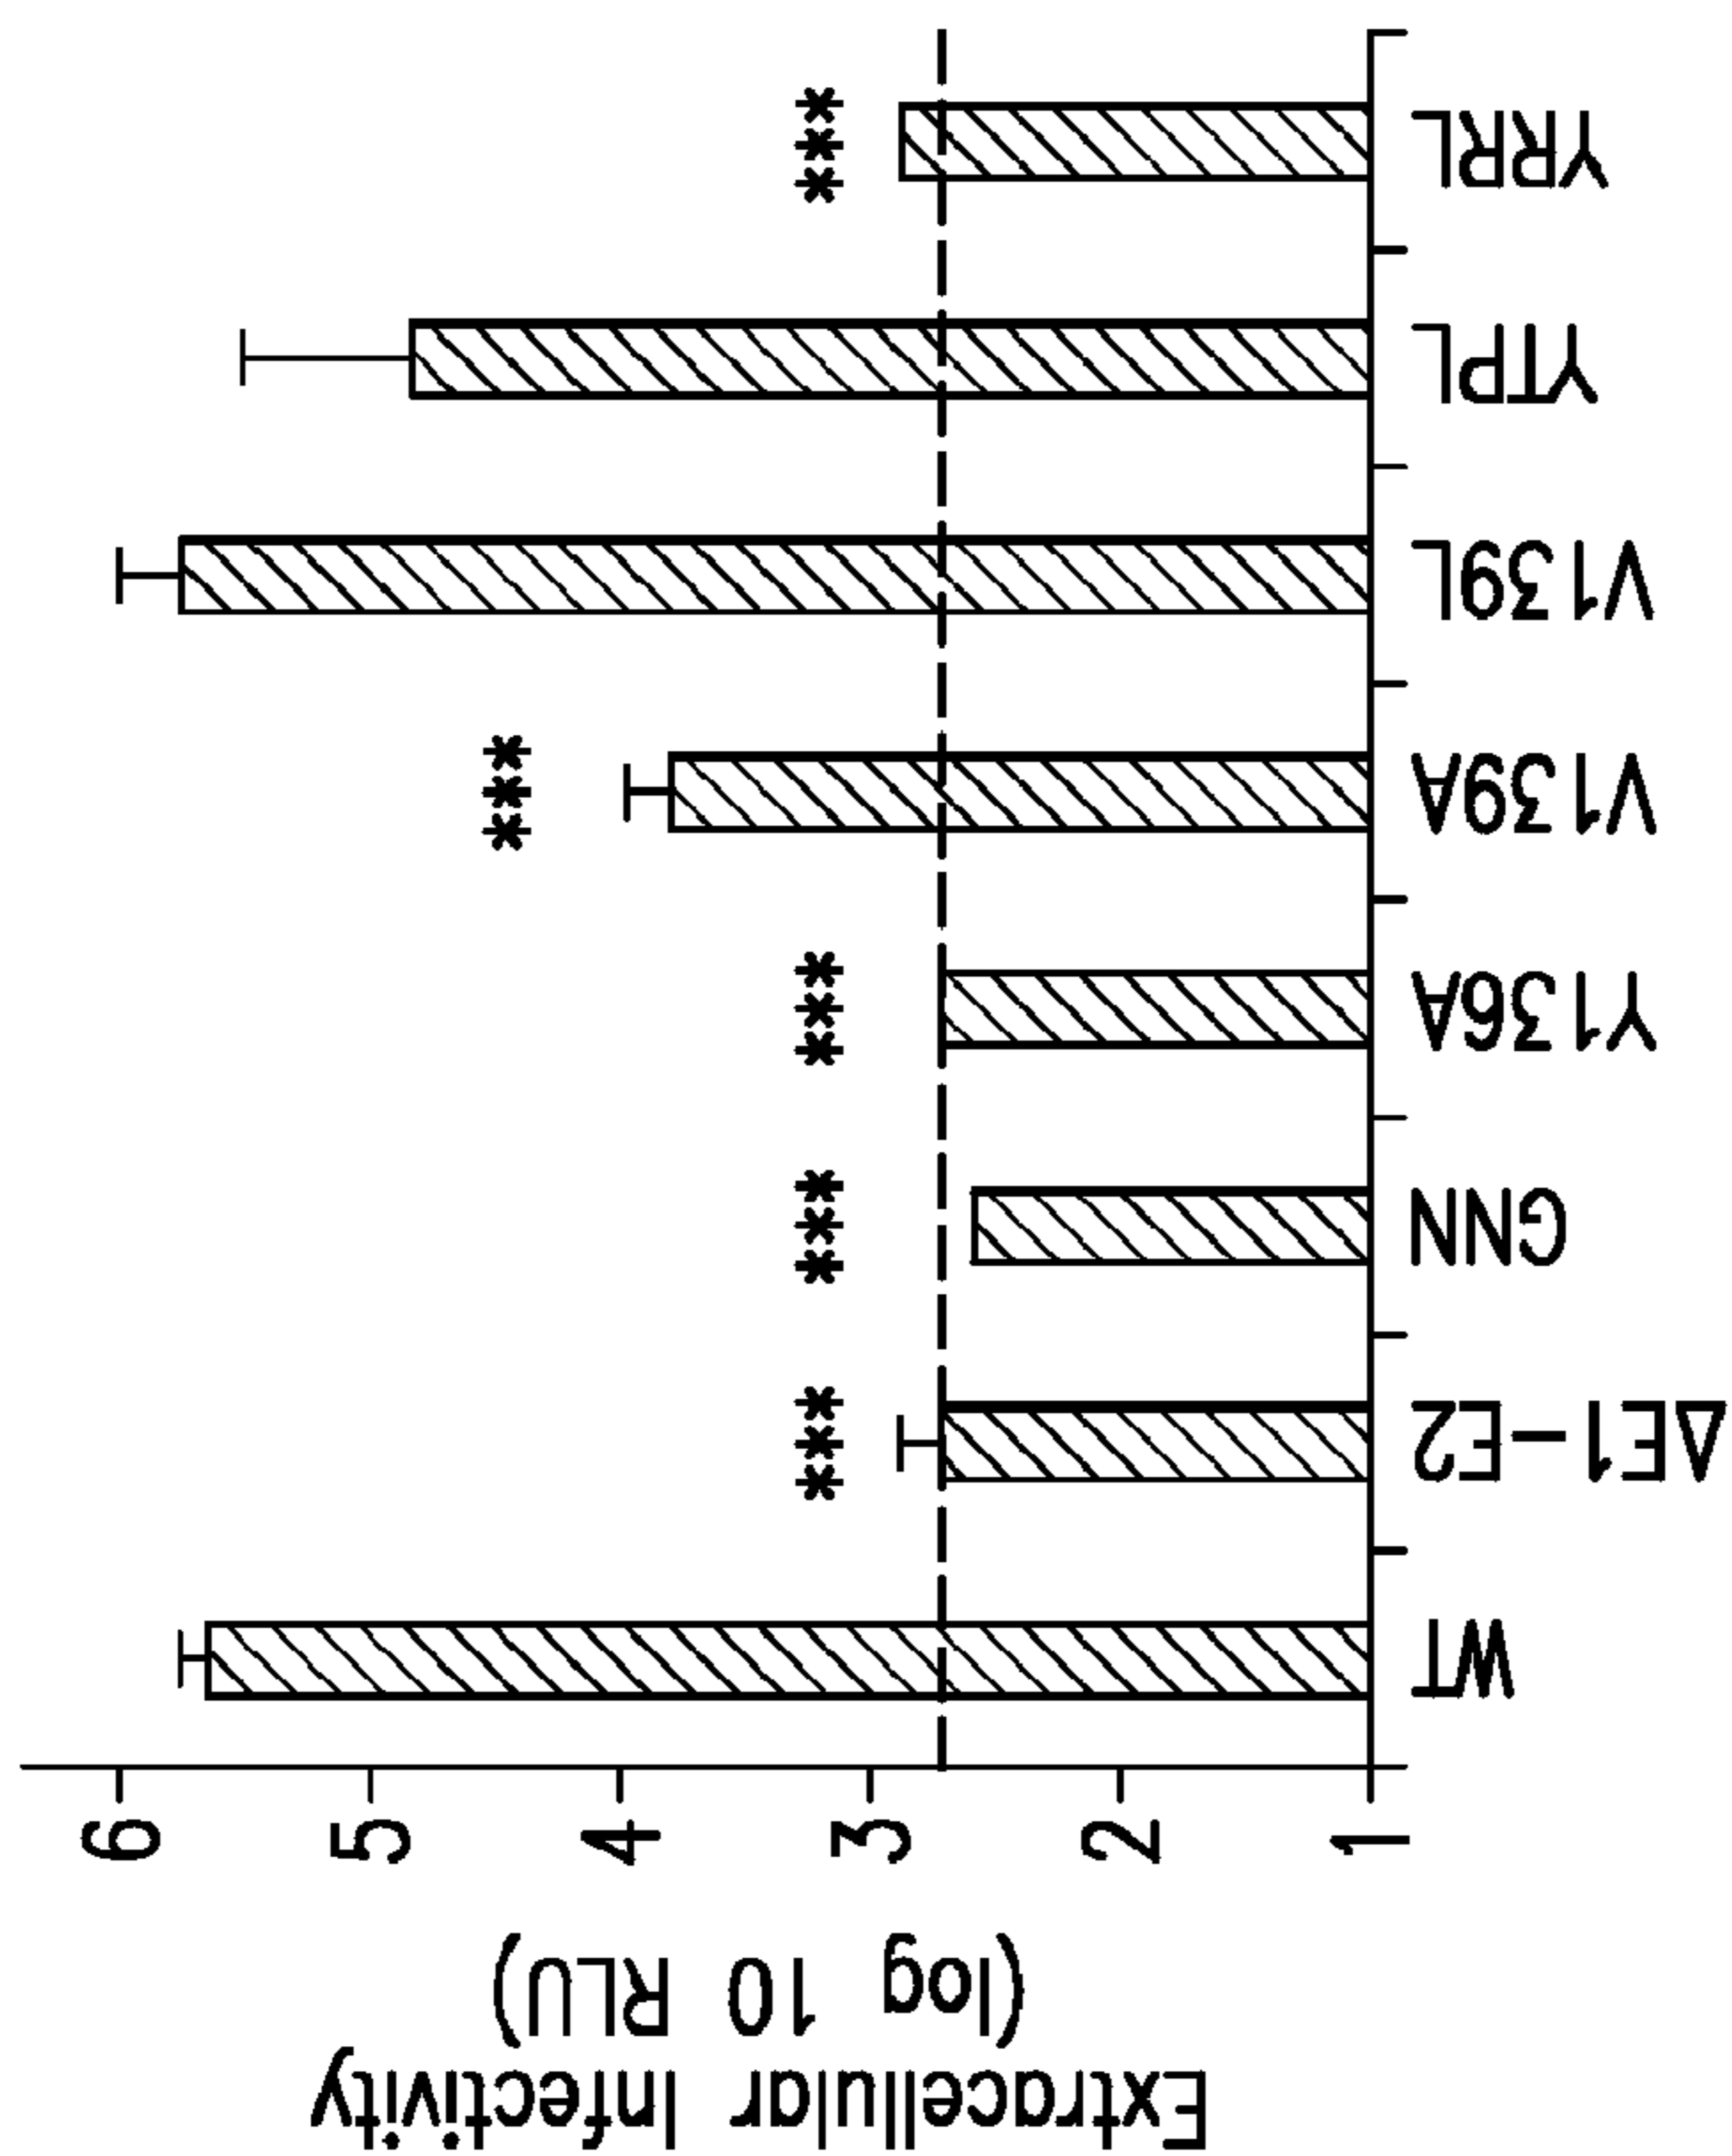 Extracellular Infectivity
(log 10 RLU)
6
5
4
3
2
1
***
***
***
***
***
WT
ΔE1-E2
GNN
Y136A
V139A
V139L
YTPL
YRRL